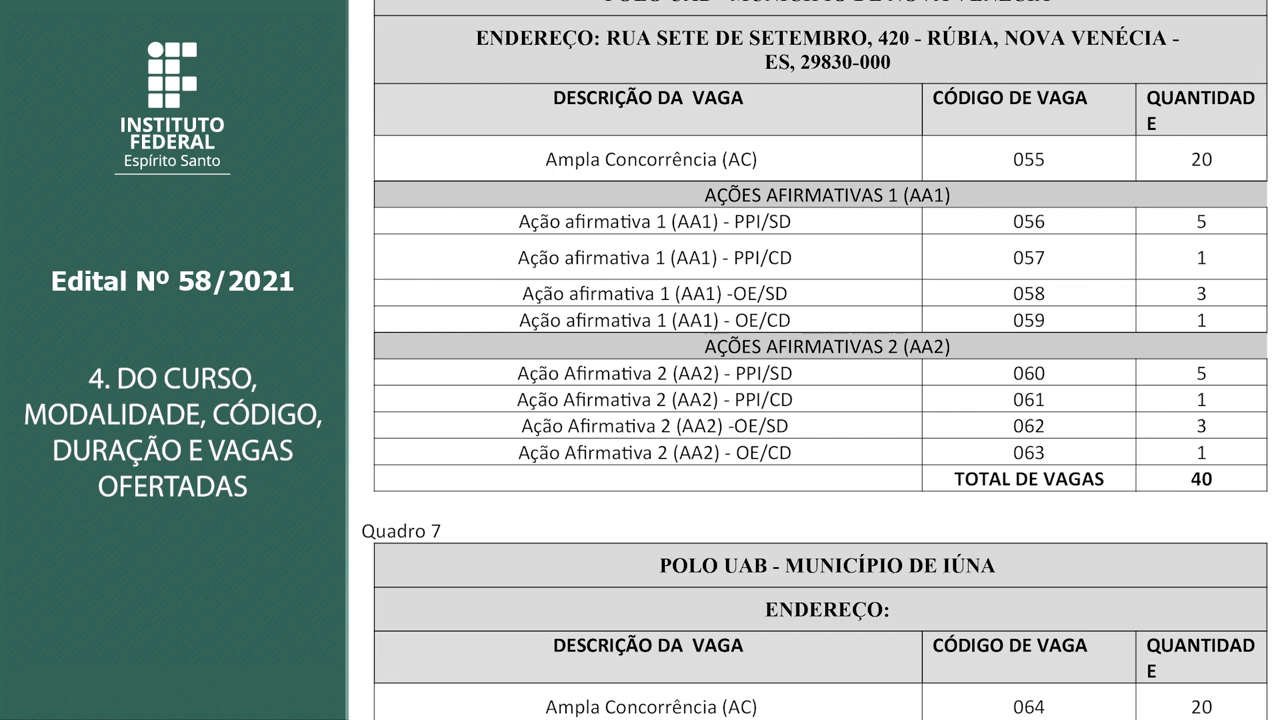 INSTITUTO
FEDERAL
Espírito Santo
Edital Nº 58/2021
4. DO CURSO,
MODALIDADE, CÓDIGO,
DURAÇÃO E VAGAS
OFERTADAS
POLO UAB - MUNICÍPIO DE NOVA VENÉCIA
ENDEREÇO: RUA SETE DE SETEMBRO, 420 - RÚBIA, NOVA VENÉCIA -
ES, 29830-000
DESCRIÇÃO DA VAGA CÓDIGO DE VAGA QUANTIDAD
E
Ampla Concorrência (AC) 055 20
AÇÕES AFIRMATIVAS 1 (AA1)
Ação afirmativa 1 (AA1) - PPI/SD 056 5
Ação afirmativa 1 (AA1) - PPI/CD 057 1
Ação afirmativa 1 (AA1) -OE/SD 058 3
Ação afirmativa 1 (AA1) - OE/CD 059 1
AÇÕES AFIRMATIVAS 2 (AA2)
Ação Afirmativa 2 (AA2) - PPI/SD 060 5
Ação Afirmativa 2 (AA2) - PPI/CD 061 1
Ação Afirmativa 2 (AA2) -OE/SD 062 3
Ação Afirmativa 2 (AA2) - OE/CD 063 1
TOTAL DE VAGAS 40
Quadro 7
POLO UAB - MUNICÍPIO DE IÚNA
ENDEREÇO:
DESCRIÇÃO DA VAGA CÓDIGO DE VAGA QUANTIDAD
E
Ampla Concorrência (AC) 064 20